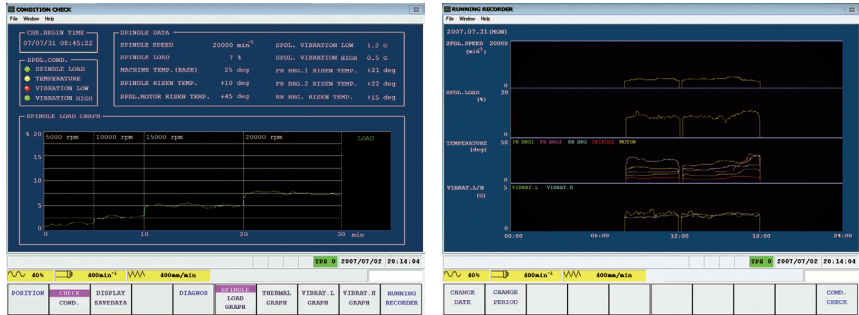 CONDITION CHECK
File Window Help
CHK.BEGIN TIME
07/07/31 08:45:22
SPDL.COND.
SPINDLE LOAD
TEMPERATURE
VIBRATION LOW
VIBRATION HIGH
SPINDLE DATA
SPINDLE SPEED 20000 min-1 SPDL. VIBRATION LOW 1.2 G
SPINDLE LOAD 7 % SPDL. VIBRATION HIGH 0.5 G
MACHINE TEMP.(BASE) 25 deg FR BRG.1 RISEN TEMP. +21 deg
SPINDLE RISEN TEMP. +10 deg FR BRG.2 RISEN TEMP. +22 deg
SPDL.MOTOR RISEN TEMP. +45 deg RR BRG. RISEN TEMP. +15 deg
SPINDLE LOAD GRAPH
% 20 5000 rpm 10000 rpm 15000 rpm 20000 rpm LOAD
15
10
5
0
0 10 20 30 min
TPS 0 2007/07/02 20:14:04
40% 400min-1 400mm/min
POSITION CHECK COND. DISPLAY SAVEDATA DIAGNOS SPINDLE LOAD GRAPH THERMAL GRAPH VIBRAT.L GRAPH VIBRAT.H GRAPH RUNNING RECORDER
RUNNING RECORDER
File Window Help
2007.07.31(MON)
SPDL.SPEED 20000
(min-1)
0
SPDL.LOAD 20
(%)
0
TEMPERATURE 50 FR BRG1 FR BRG2 RR BRG SPINDLE MOTOR
(deg)
0
VIBRAT.L/H 5 VIBRAT.L VIBRAT.H
(G)
0
00:00 06:00 12:00 18:00 24:00
TPS 0 2007/07/02 20:14:04
40% 400min-1 400mm/min
CHANGE DATE CHANGE PERIOD COND. CHECK